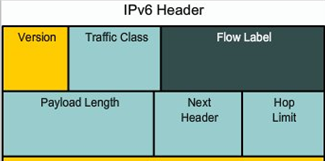 IPv6 Header
Version Traffic Class Flow Label
Payload Length Next Header Hop Limit